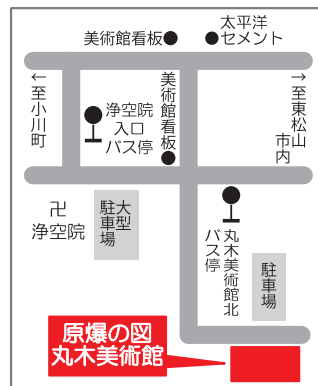 美術館看板
太平洋
セメント
←至小川町
浄空院
入口
バス停
美術館看板
→至東松山
市内
卍
浄空院
大型
駐車場
丸木美術館北
バス停
駐車場
原爆の図
丸木美術館